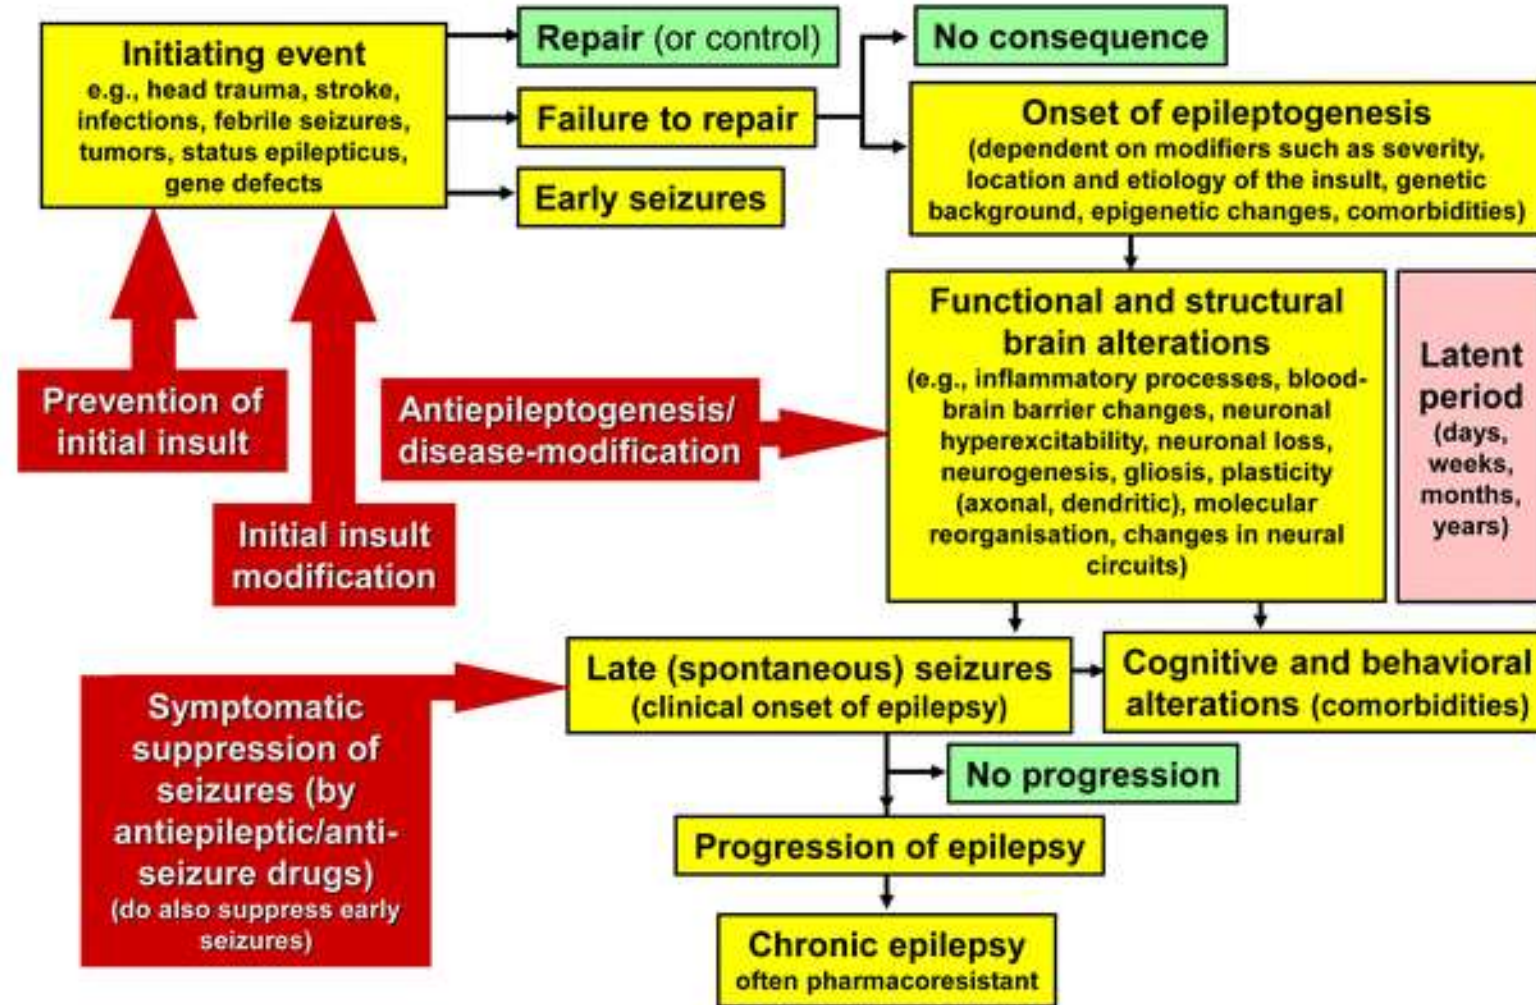 Initiating event
e.g., head trauma, stroke,
infections, febrile seizures,
tumors, status epilepticus,
gene defects
Repair (or control)
Failure to repair
Early seizures
No consequence
Onset of epileptogenesis
(dependent on modifiers such as severity,
location and etiology of the insult, genetic
background, epigenetic changes, comorbidities)
Prevention of
initial insult
Initial insult
modification
Antiepileptogenesis/
disease-modification
Functional and structural
brain alterations
(e.g., inflammatory processes, blood-
brain barrier changes, neuronal
hyperexcitability, neuronal loss,
neurogenesis, gliosis, plasticity
(axonal, dendritic), molecular
reorganisation, changes in neural
circuits)
Latent
period
(days,
weeks,
months,
years)
Symptomatic
suppression of
seizures (by
antiepileptic/anti-
seizure drugs)
(do also suppress early
seizures)
Late (spontaneous) seizures
(clinical onset of epilepsy)
Cognitive and behavioral
alterations (comorbidities)
No progression
Progression of epilepsy
Chronic epilepsy
often pharmacoresistant